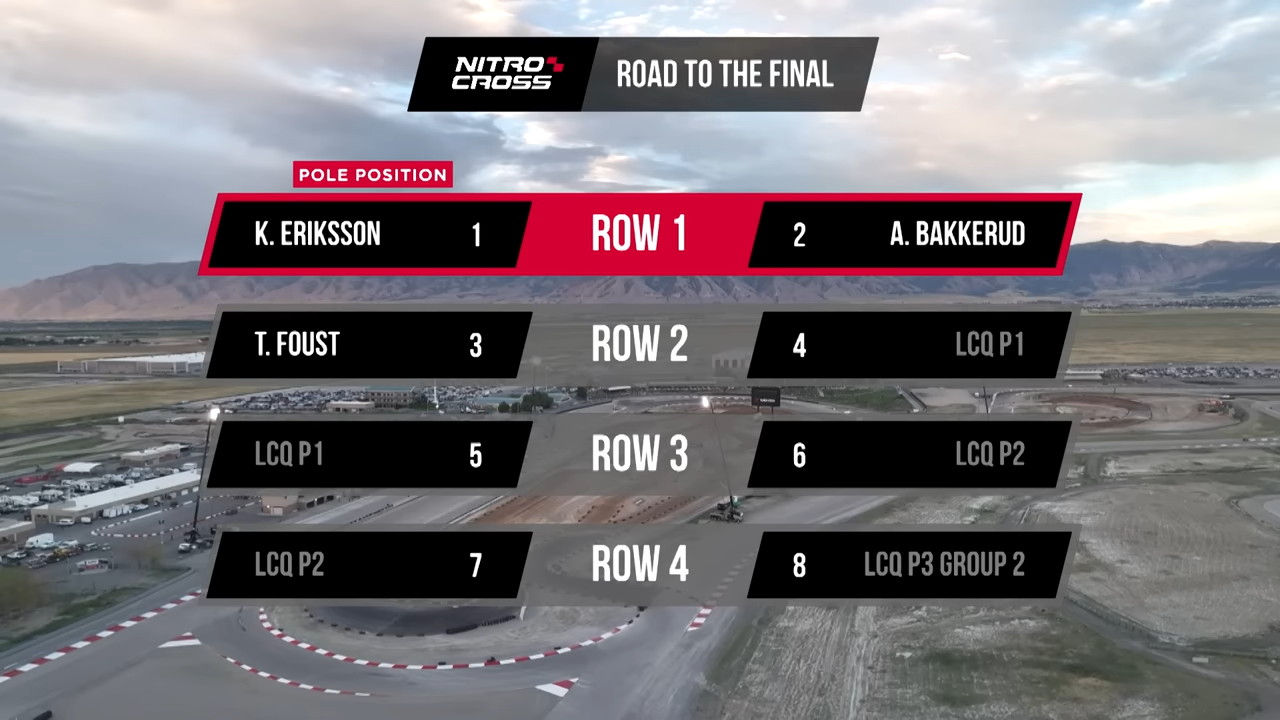 NITRO
CROSS
ROAD TO THE FINAL
POLE POSITION
K. ERIKSSON 1 ROW 1 2 A. BAKKERUD
T. FOUST 3 ROW 2 4 LCQ P1
LCQ P1 5 ROW 3 6 LCQ P2
LCQ P2 7 ROW 4 8 LCQ P3 GROUP 2